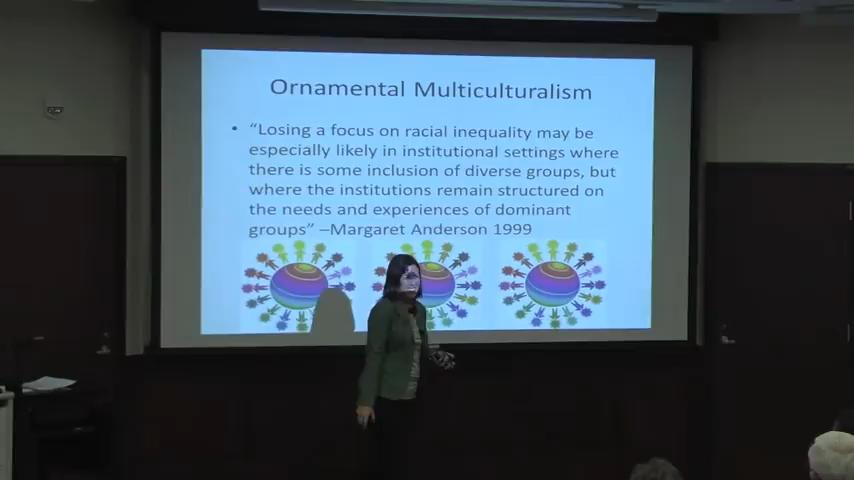 Ornamental Multiculturalism
• “Losing a focus on racial inequality may be
especially likely in institutional settings where
there is some inclusion of diverse groups, but
where the institutions remain structured on
the needs and experiences of dominant
groups” –Margaret Anderson 1999